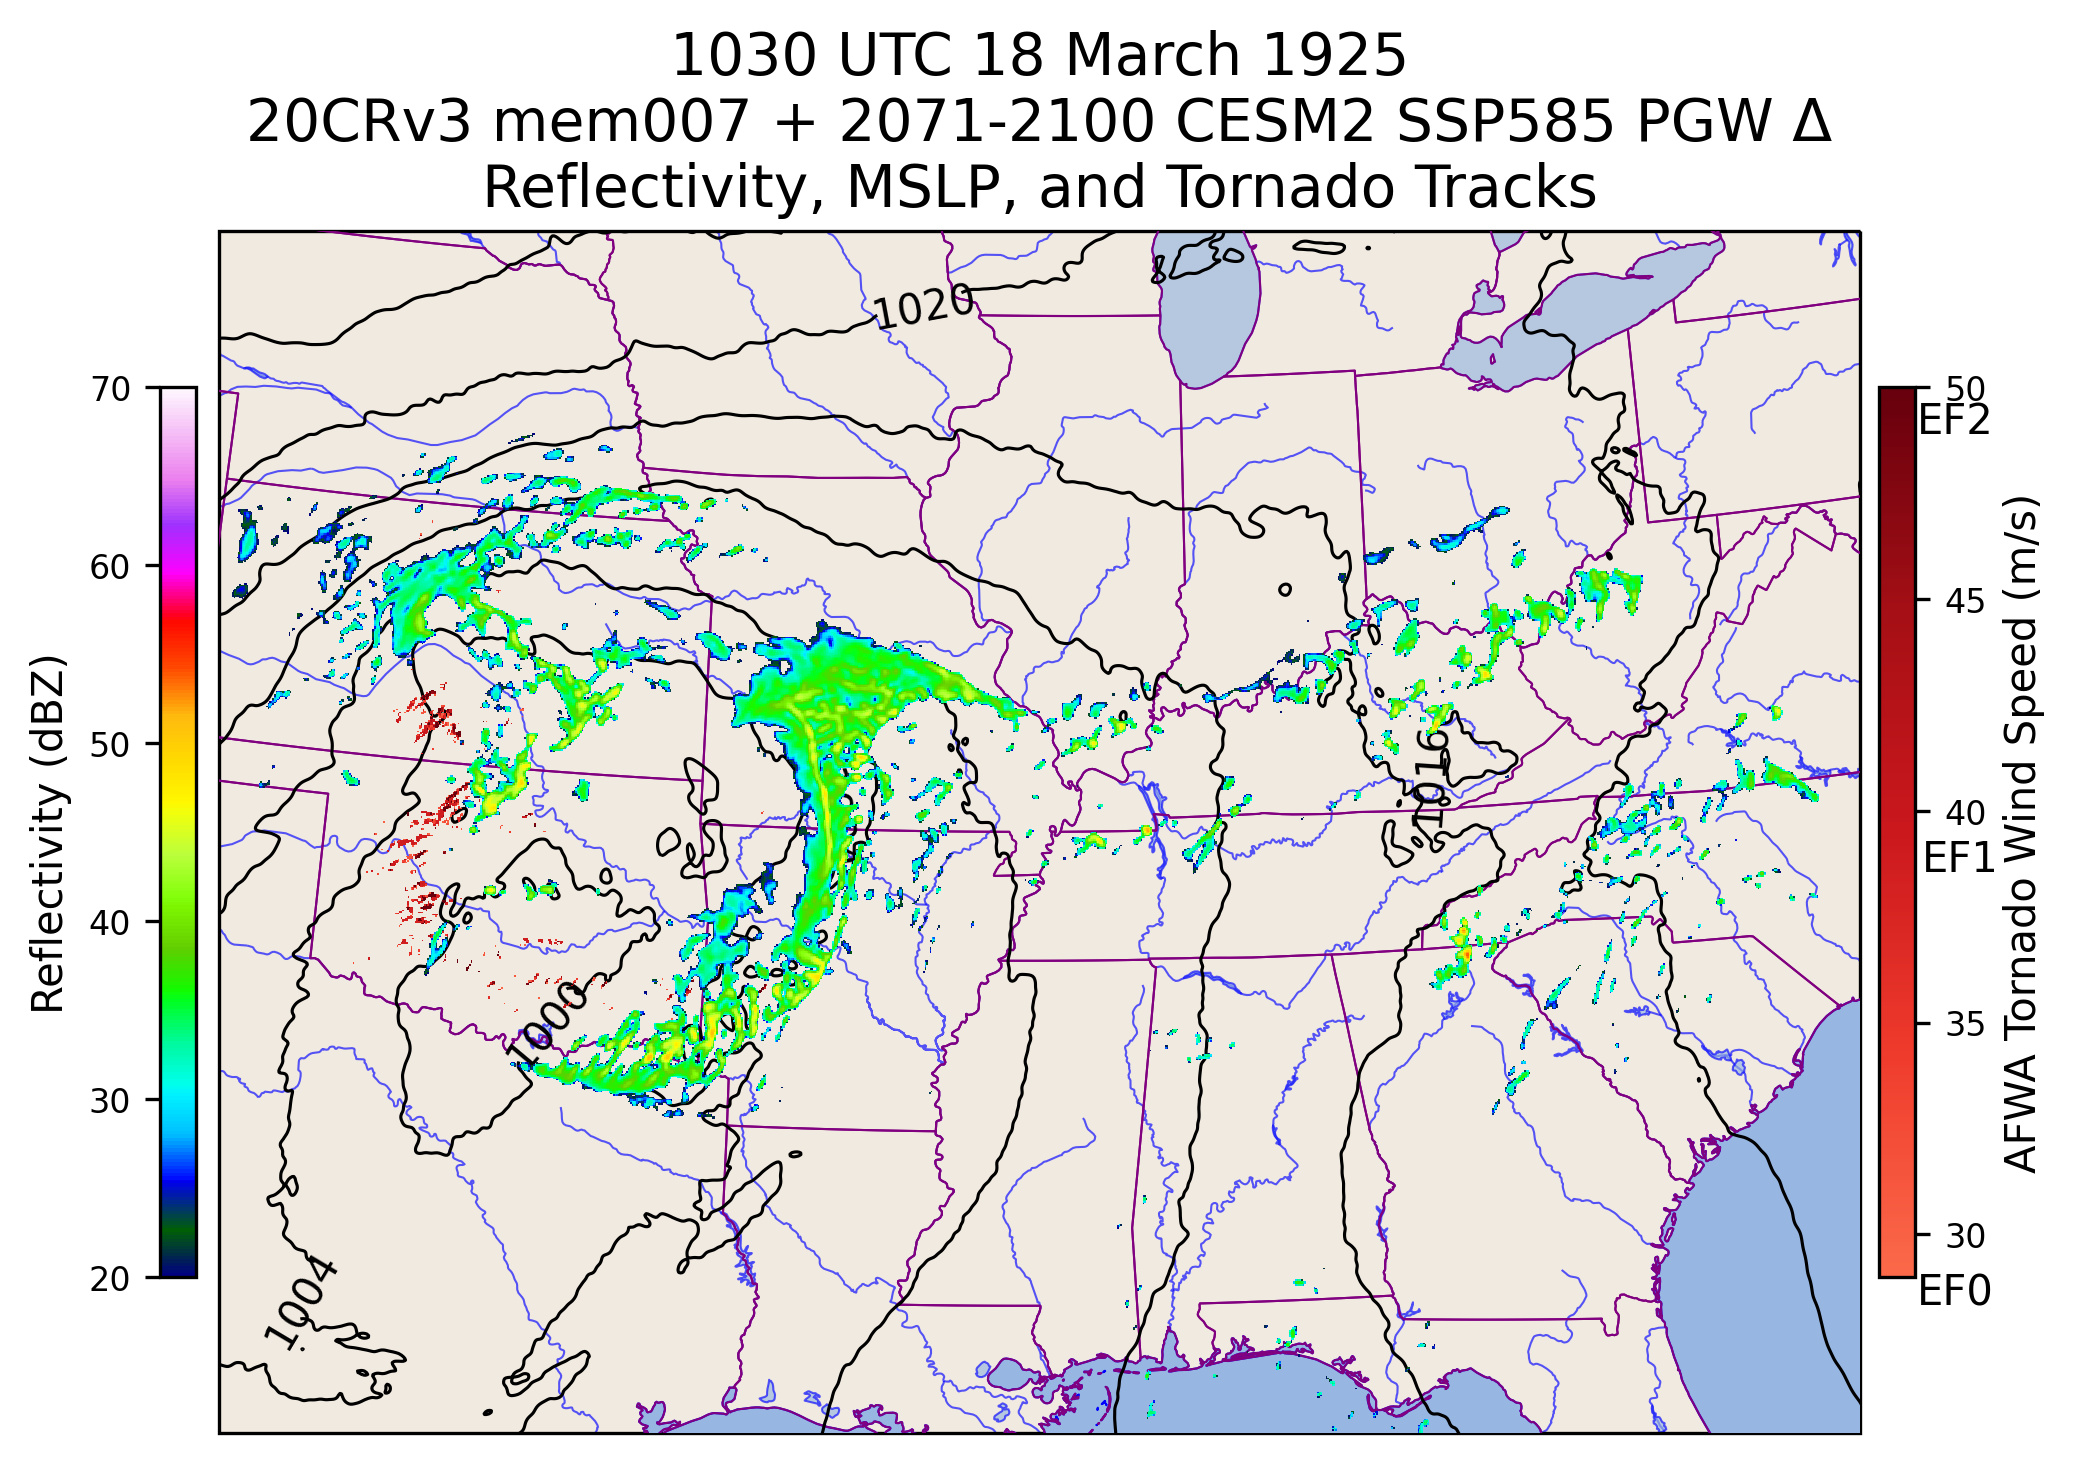 1030 UTC 18 March 1925
20CRv3 mem007 + 2071-2100 CESM2 SSP585 PGW Δ
Reflectivity, MSLP, and Tornado Tracks
70
60
50
40
30
20
Reflectivity (dBZ)
1020
1016
1000
1004
50
EF2
45
40
EF1
35
30
EF0
AFWA Tornado Wind Speed (m/s)